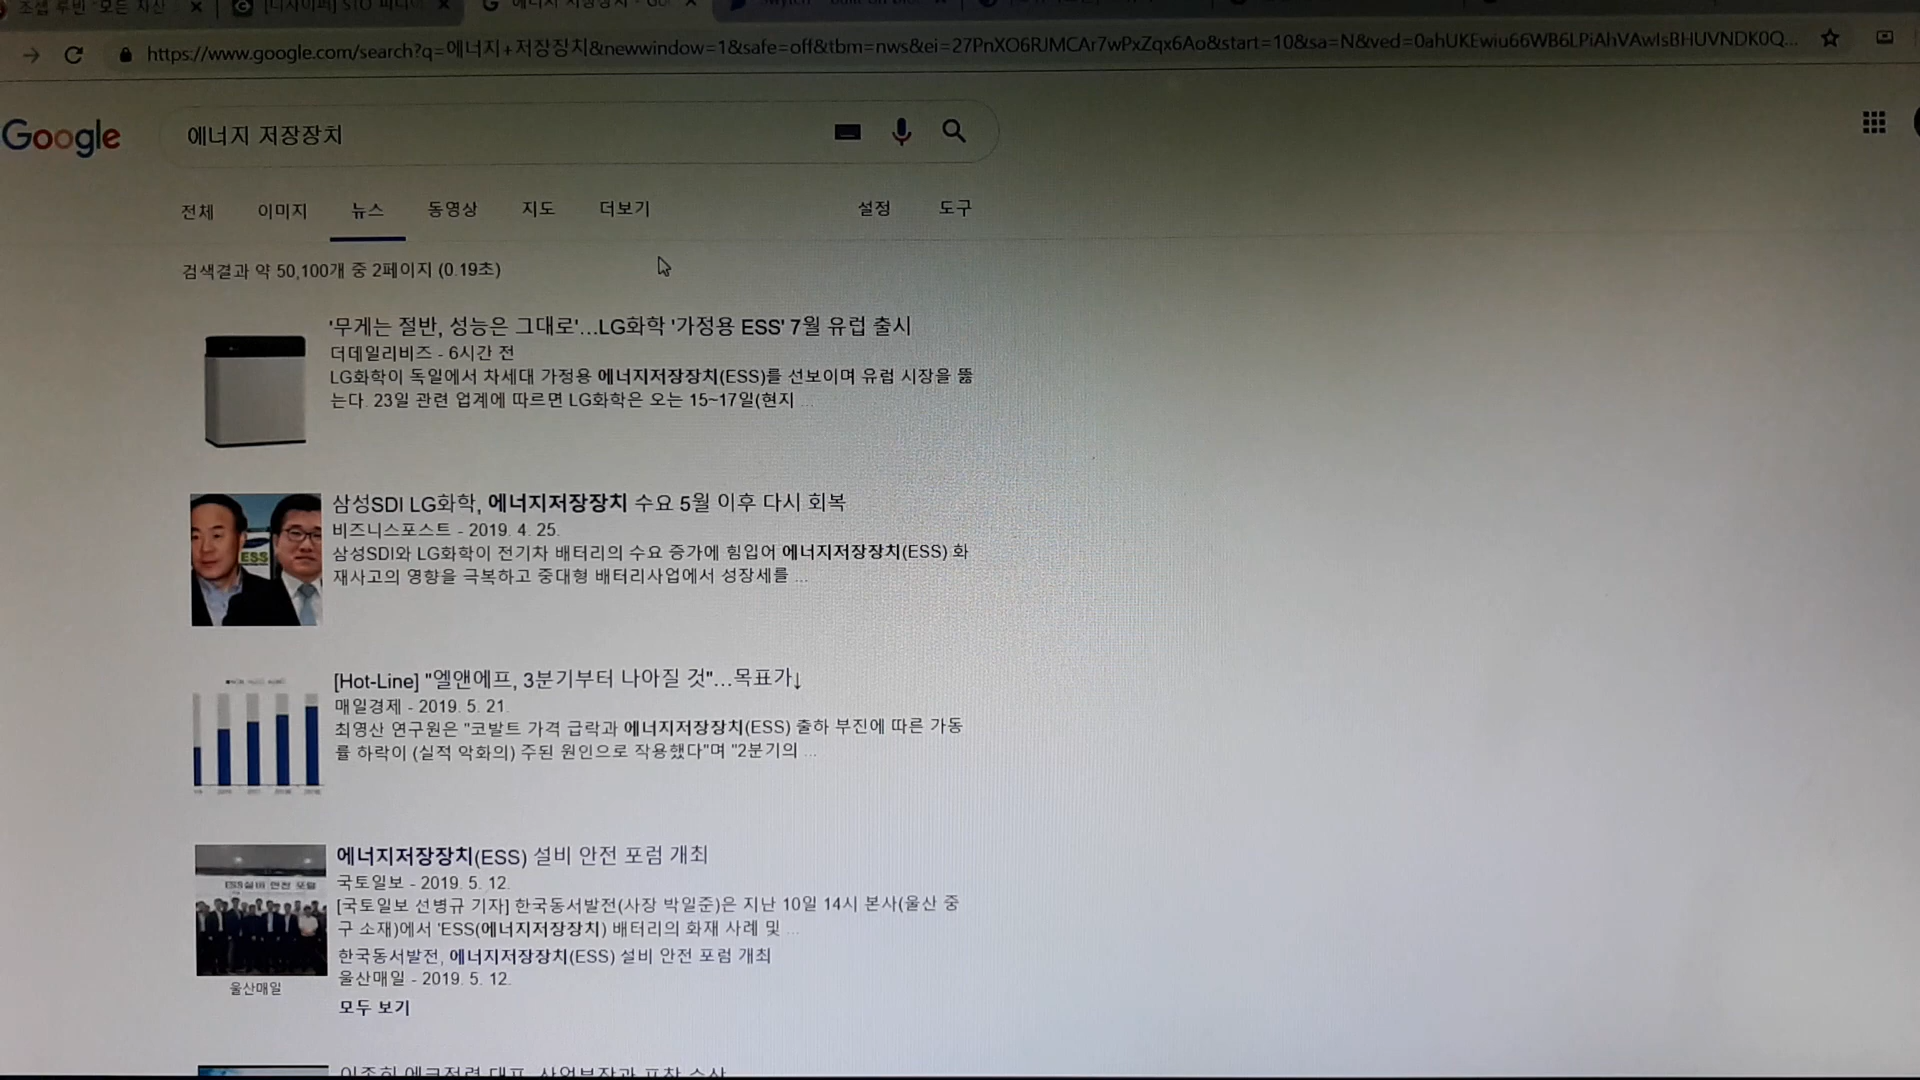 https://www.google.com/search?q=에너지+저장장치&newwindow=1&safe=off&tbm=nws&ei=27PnXO6RJMCAr7wPxZqx6Ao&start=10&sa=N&ved=0ahUKEwiu66WB6LPiAhVAwIsBHUVNDK0Q...
Google
에너지 저장장치
전체 이미지 뉴스 동영상 지도 더보기 설정 도구
검색결과 약 50,100개 중 2페이지 (0.19초)
'무게는 절반, 성능은 그대로'...LG화학 '가정용 ESS' 7월 유럽 출시
더데일리비즈 - 6시간 전
LG화학이 독일에서 차세대 가정용 에너지저장장치(ESS)를 선보이며 유럽 시장을 뚫
는다. 23일 관련 업계에 따르면 LG화학은 오는 15~17일(현지 ...
삼성SDI LG화학, 에너지저장장치 수요 5월 이후 다시 회복
비즈니스포스트 - 2019. 4. 25.
삼성SDI와 LG화학이 전기차 배터리의 수요 증가에 힘입어 에너지저장장치(ESS) 화
재사고의 영향을 극복하고 중대형 배터리사업에서 성장세를 ...
ESS
[Hot-Line] "엘앤에프, 3분기부터 나아질 것"...목표가↓
매일경제 - 2019. 5. 21.
최영산 연구원은 "코발트 가격 급락과 에너지저장장치(ESS) 출하 부진에 따른 가동
률 하락이 (실적 악화의) 주된 원인으로 작용했다"며 "2분기의 ...
에너지저장장치(ESS) 설비 안전 포럼 개최
국토일보 - 2019. 5. 12.
[국토일보 선병규 기자] 한국동서발전(사장 박일준)은 지난 10일 14시 본사(울산 중
구 소재)에서 'ESS(에너지저장장치) 배터리의 화재 사례 및 ...
ESS설비 안전 포럼
한국동서발전, 에너지저장장치(ESS) 설비 안전 포럼 개최
울산매일 - 2019. 5. 12.
울산매일
모두 보기